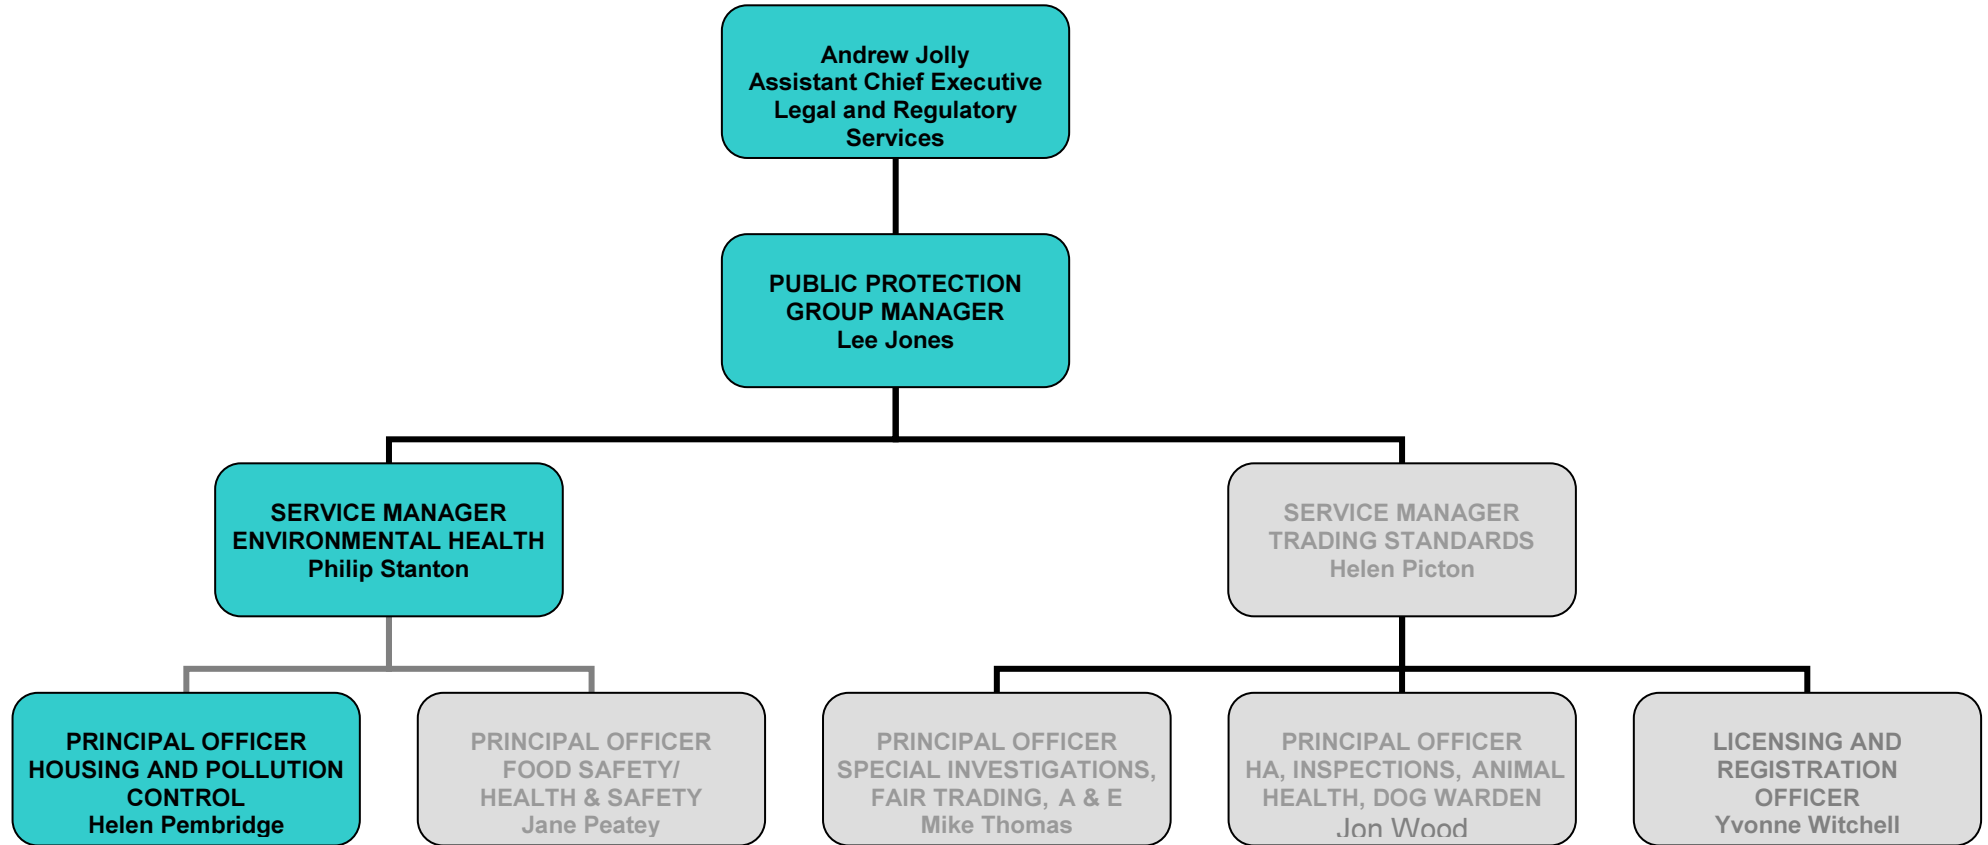 Andrew Jolly
Assistant Chief Executive
Legal and Regulatory
Services
PUBLIC PROTECTION
GROUP MANAGER
Lee Jones
SERVICE MANAGER
ENVIRONMENTAL HEALTH
Philip Stanton
SERVICE MANAGER
TRADING STANDARDS
Helen Picton
PRINCIPAL OFFICER
HOUSING AND POLLUTION
CONTROL
Helen Pembridge
PRINCIPAL OFFICER
FOOD SAFETY/
HEALTH & SAFETY
Jane Peatey
PRINCIPAL OFFICER
SPECIAL INVESTIGATIONS,
FAIR TRADING, A & E
Mike Thomas
PRINCIPAL OFFICER
HA, INSPECTIONS, ANIMAL
HEALTH, DOG WARDEN
Jon Wood
LICENSING AND
REGISTRATION
OFFICER
Yvonne Witchell